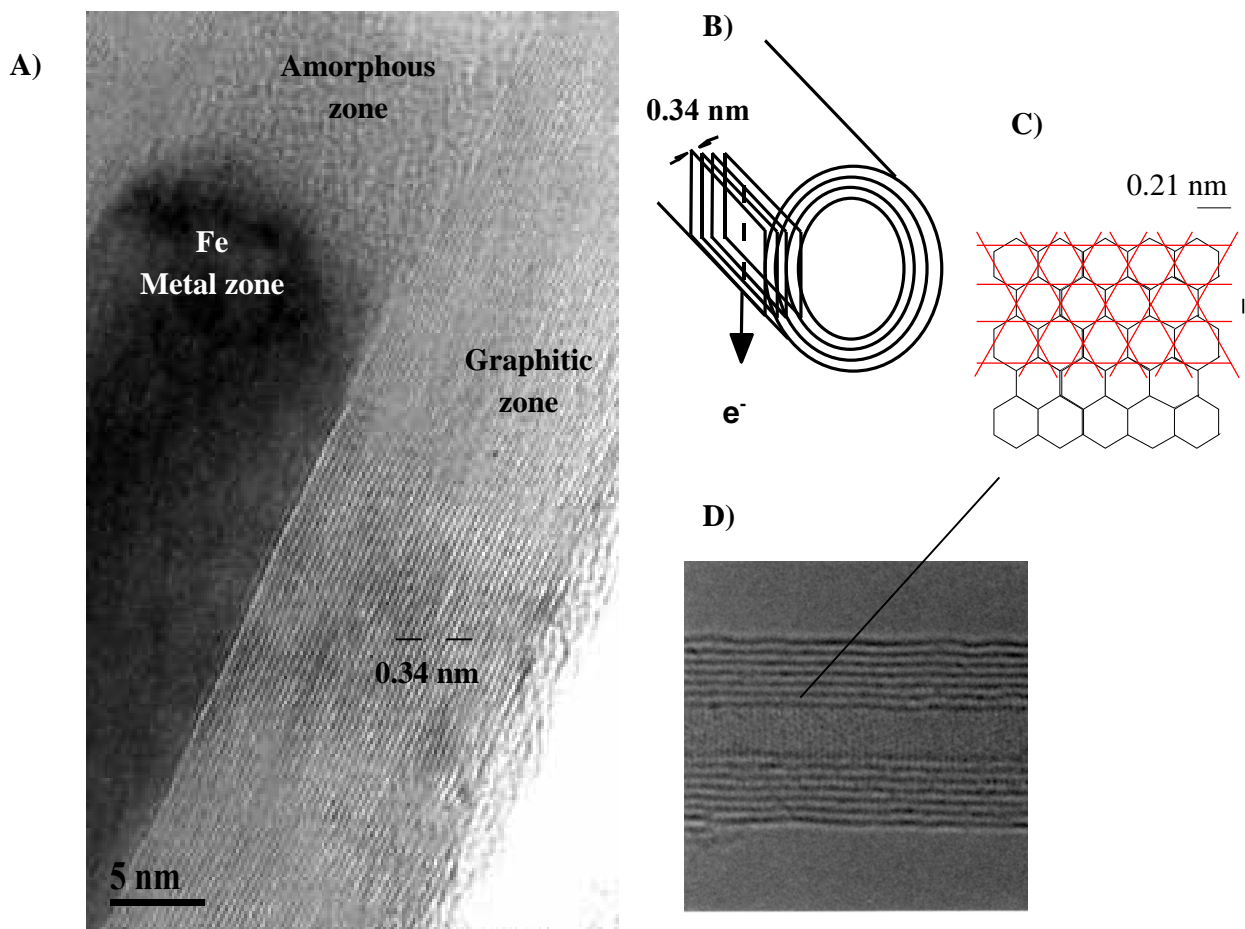 A)
Amorphous
zone
Fe
Metal zone
Graphitic
zone
0.34 nm
5 nm
B)
0.34 nm
e-
C)
0.21 nm
D)